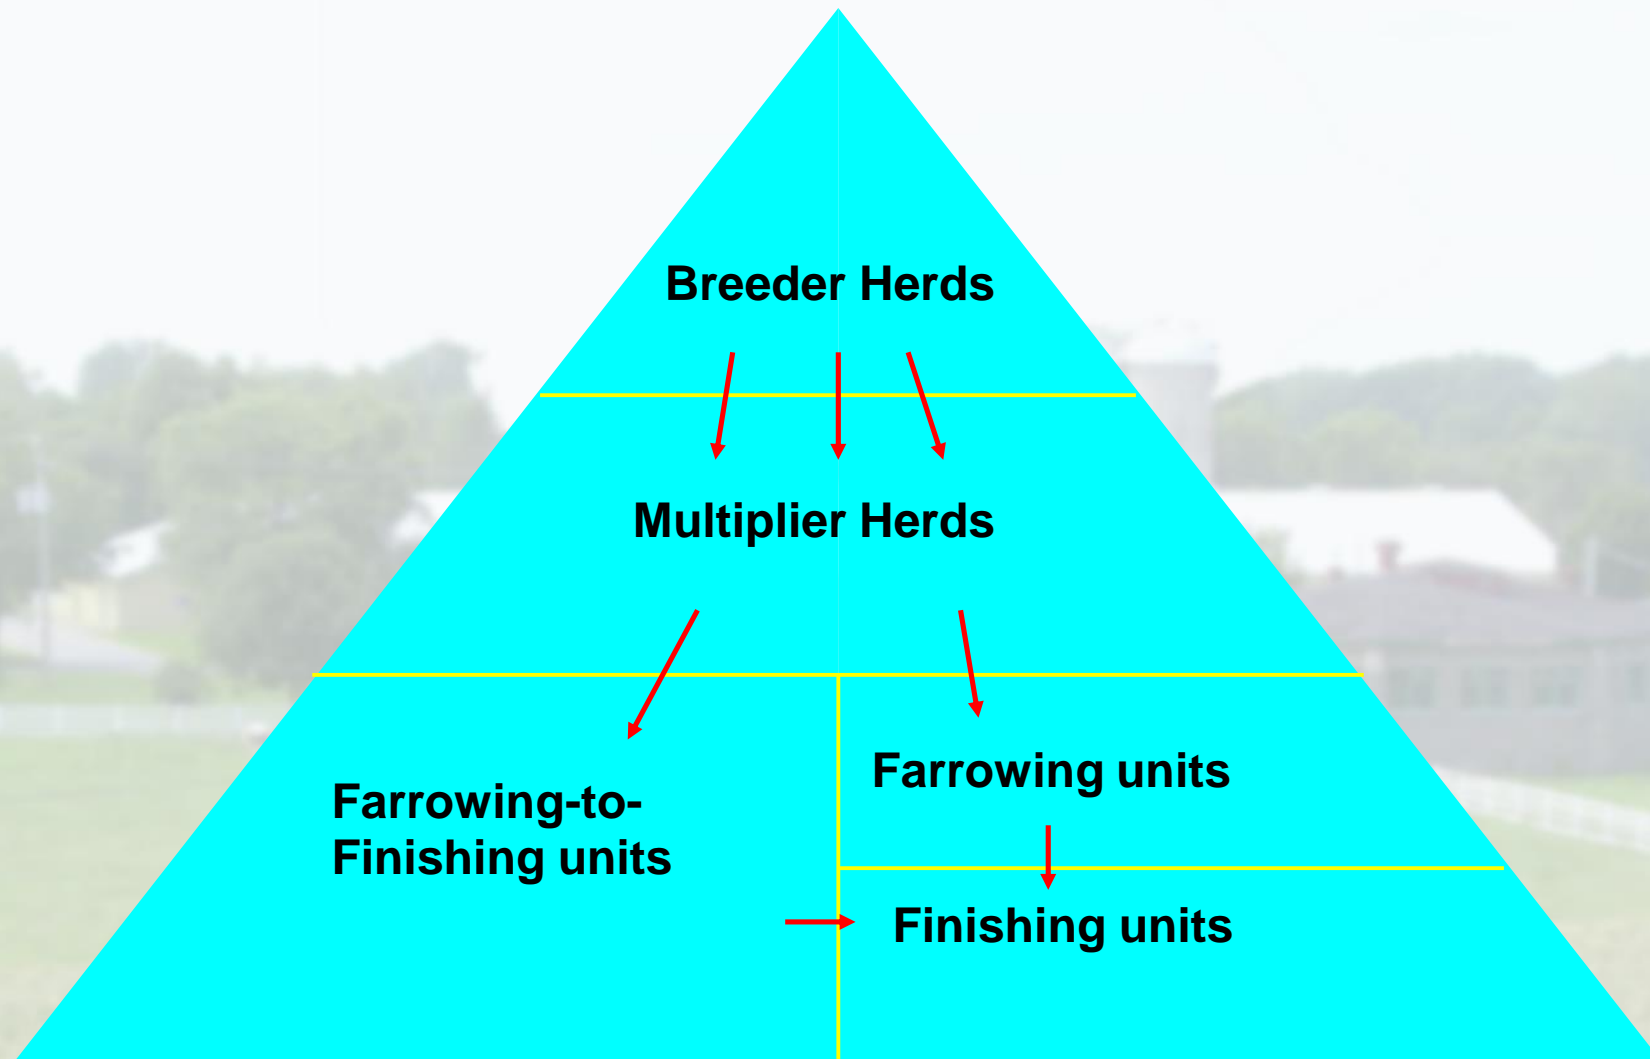 Breeder Herds
Multiplier Herds
Farrowing-to-
Finishing units
Farrowing units
Finishing units